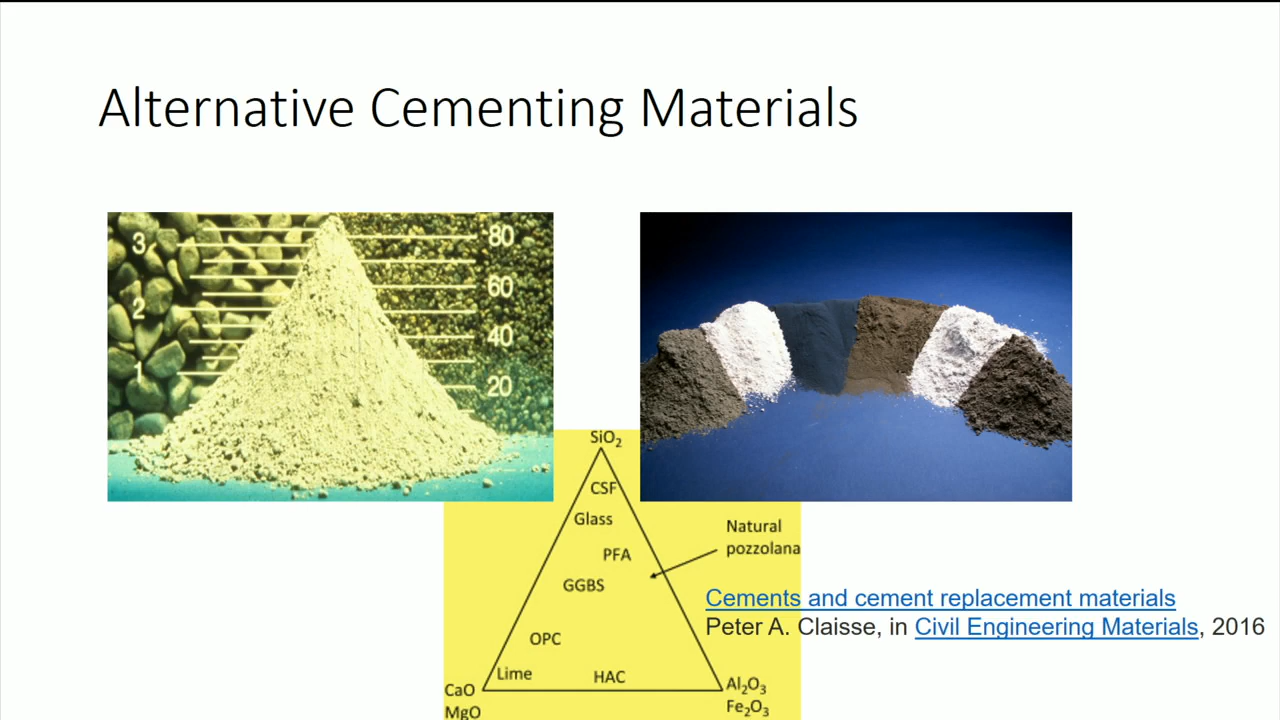 Alternative Cementing Materials
3
2
1
80
60
40
20
SiO₂
CSF
Glass
PFA
GGBS
OPC
Lime
HAC
Natural
pozzolana
CaO
MgO
Al₂O₃
Fe₂O₃
Cements and cement replacement materials
Peter A. Claisse, in Civil Engineering Materials, 2016